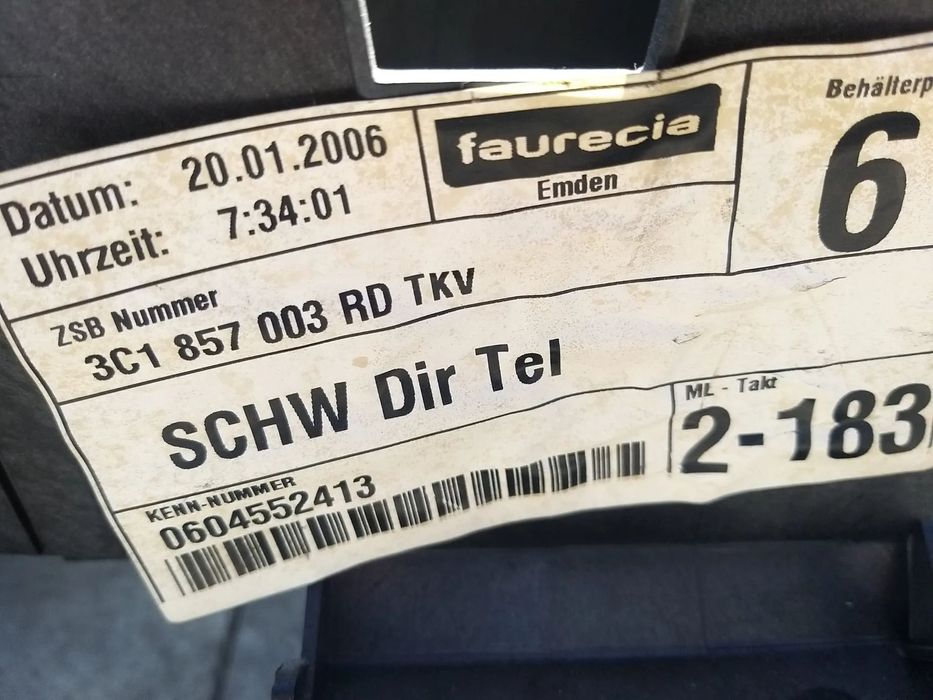 Datum: 20.01.2006
Uhrzeit: 7:34:01
faurecia
Emden
Behälterp
6
ZSB Nummer
3C1 857 003 RD TKV
SCHW Dir Tel
ML - Takt
2-183
KENN-NUMMER
0604552413